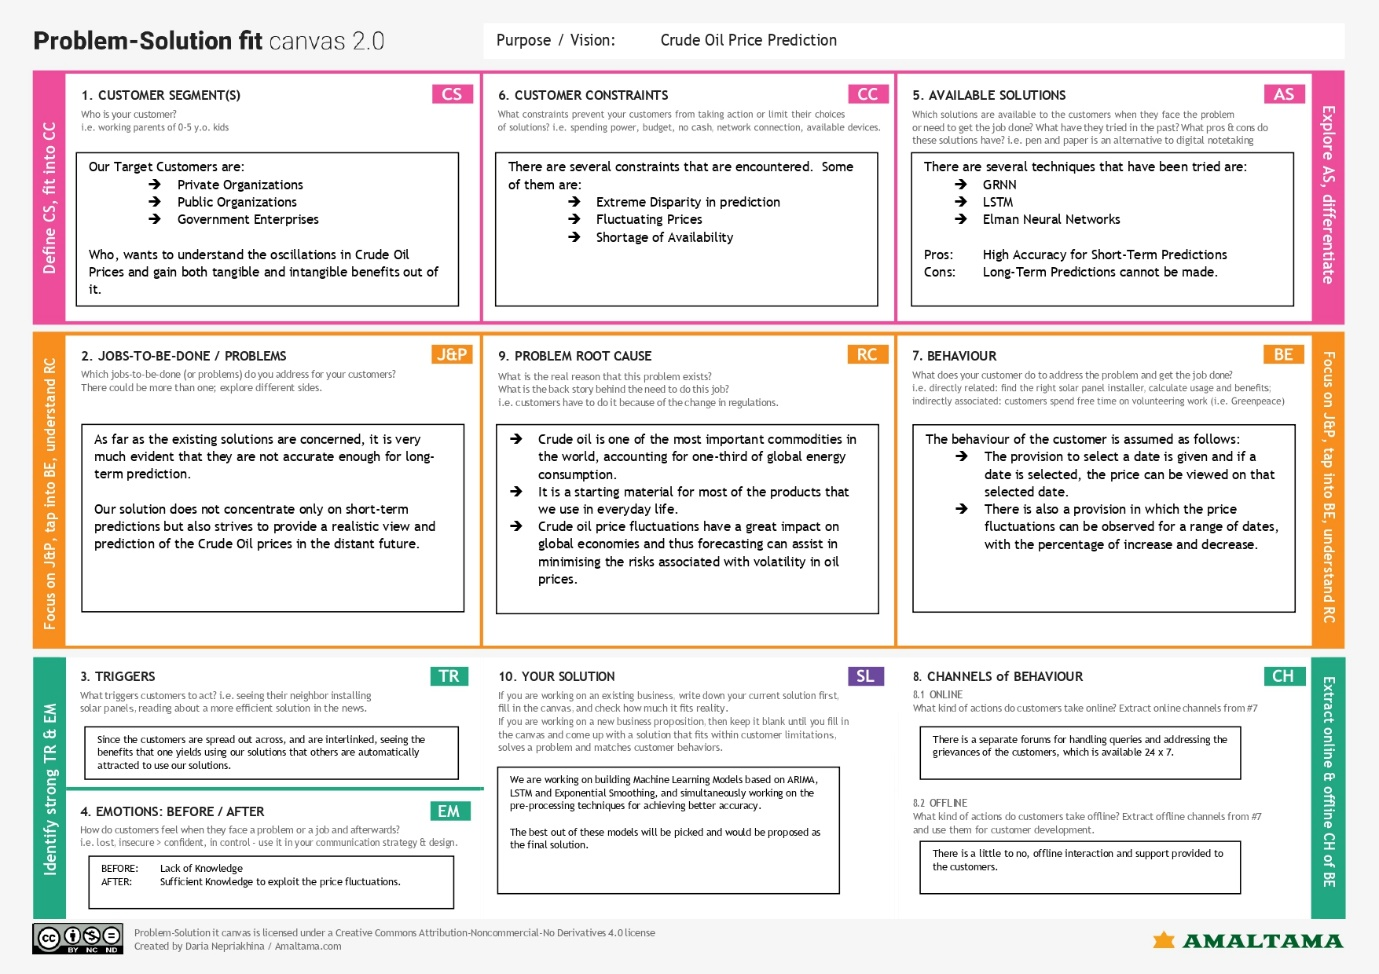 Problem-Solution fit canvas 2.0
Purpose / Vision: Crude Oil Price Prediction
Define CS, fit into CC
1. CUSTOMER SEGMENT(S)
CS
Who is your customer?
i.e. working parents of 0-5 y.o. kids
Our Target Customers are:
➔ Private Organizations
➔ Public Organizations
➔ Government Enterprises
Who, wants to understand the oscillations in Crude Oil
Prices and gain both tangible and intangible benefits out of
it.
6. CUSTOMER CONSTRAINTS
CC
What constraints prevent your customers from taking action or limit their choices
of solutions? i.e. spending power, budget, no cash, network connection, available devices.
There are several constraints that are encountered. Some
of them are:
➔ Extreme Disparity in prediction
➔ Fluctuating Prices
➔ Shortage of Availability
5. AVAILABLE SOLUTIONS
AS
Which solutions are available to the customers when they face the problem
or need to get the job done? What have they tried in the past? What pros & cons do
these solutions have? i.e. pen and paper is an alternative to digital notetaking
There are several techniques that have been tried are:
➔ GRNN
➔ LSTM
➔ Elman Neural Networks
Pros: High Accuracy for Short-Term Predictions
Cons: Long-Term Predictions cannot be made.
Explore AS, differentiate
Focus on J&P, tap into BE, understand RC
2. JOBS-TO-BE-DONE / PROBLEMS
J&P
Which jobs-to-be-done (or problems) do you address for your customers?
There could be more than one; explore different sides.
As far as the existing solutions are concerned, it is very
much evident that they are not accurate enough for long-
term prediction.
Our solution does not concentrate only on short-term
predictions but also strives to provide a realistic view and
prediction of the Crude Oil prices in the distant future.
9. PROBLEM ROOT CAUSE
RC
What is the real reason that this problem exists?
What is the back story behind the need to do this job?
i.e. customers have to do it because of the change in regulations.
➔ Crude oil is one of the most important commodities in
the world, accounting for one-third of global energy
consumption.
➔ It is a starting material for most of the products that
we use in everyday life.
➔ Crude oil price fluctuations have a great impact on
global economies and thus forecasting can assist in
minimising the risks associated with volatility in oil
prices.
7. BEHAVIOUR
BE
What does your customer do to address the problem and get the job done?
i.e. directly related: find the right solar panel installer, calculate usage and benefits;
indirectly associated: customers spend free time on volunteering work (i.e. Greenpeace)
The behaviour of the customer is assumed as follows:
➔ The provision to select a date is given and if a
date is selected, the price can be viewed on that
selected date.
➔ There is also a provision in which the price
fluctuations can be observed for a range of dates,
with the percentage of increase and decrease.
Focus on J&P, tap into BE, understand RC
Identify strong TR & EM
3. TRIGGERS
TR
What triggers customers to act? i.e. seeing their neighbor installing
solar panels, reading about a more efficient solution in the news.
Since the customers are spread out across, and are interlinked, seeing the
benefits that one yields using our solutions that others are automatically
attracted to use our solutions.
4. EMOTIONS: BEFORE / AFTER
EM
How do customers feel when they face a problem or a job and afterwards?
i.e. lost, insecure > confident, in control - use it in your communication strategy & design.
BEFORE: Lack of Knowledge
AFTER: Sufficient Knowledge to exploit the price fluctuations.
10. YOUR SOLUTION
SL
If you are working on an existing business, write down your current solution first,
fill in the canvas, and check how much it fits reality.
If you are working on a new business proposition, then keep it blank until you fill in
the canvas and come up with a solution that fits within customer limitations,
solves a problem and matches customer behaviors.
We are working on building Machine Learning Models based on ARIMA,
LSTM and Exponential Smoothing, and simultaneously working on the
pre-processing techniques for achieving better accuracy.
The best out of these models will be picked and would be proposed as
the final solution.
8. CHANNELS of BEHAVIOUR
CH
8.1 ONLINE
What kind of actions do customers take online? Extract online channels from #7
There is a separate forums for handling queries and addressing the
grievances of the customers, which is available 24 x 7.
8.2 OFFLINE
What kind of actions do customers take offline? Extract offline channels from #7
and use them for customer development.
There is a little to no, offline interaction and support provided to
the customers.
Extract online & offline CH of BE
cc BY NC ND
Problem-Solution it canvas is licensed under a Creative Commons Attribution-Noncommercial-No Derivatives 4.0 license
Created by Daria Nepriakhina / Amaltama.com
AMALTAMA